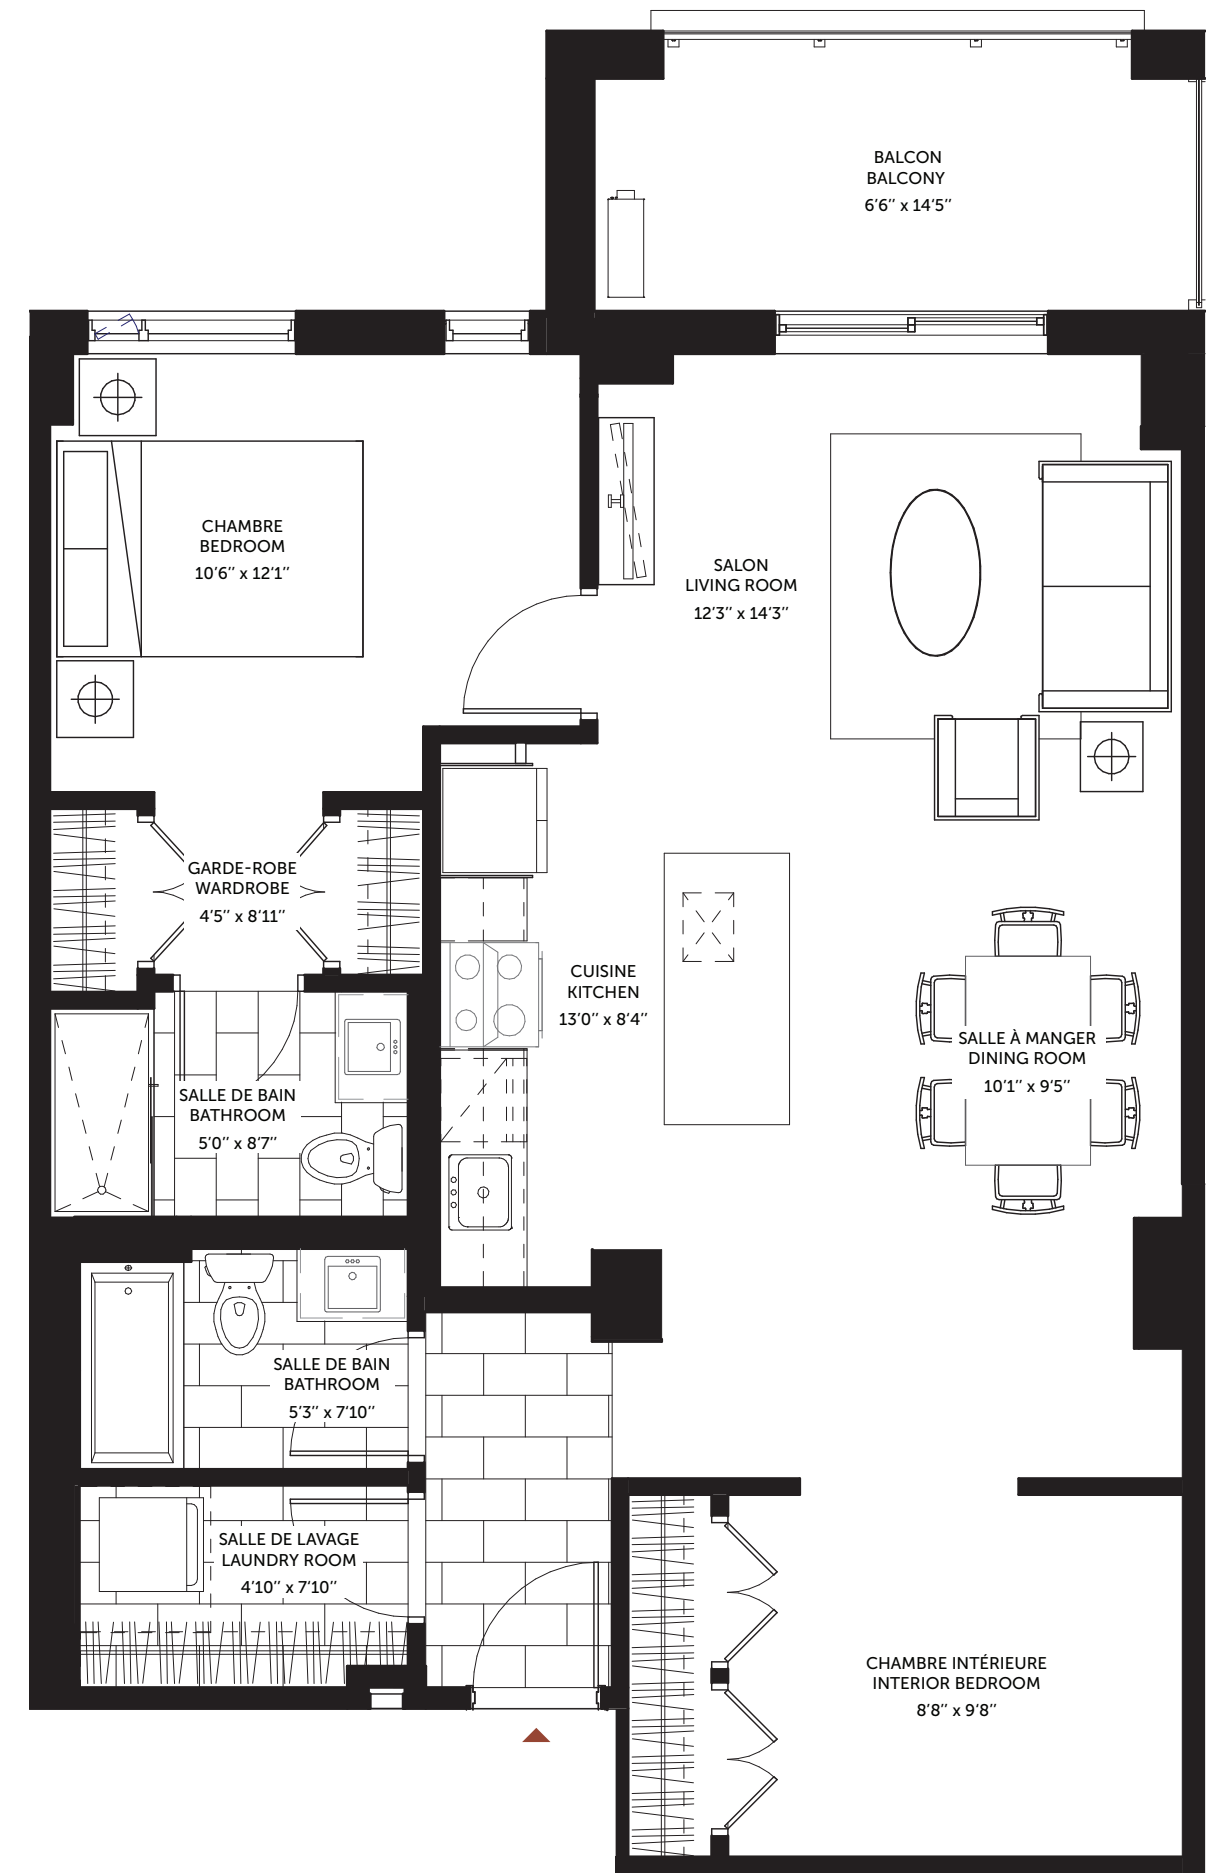 BALCON
BALCONY
6'6'' x 14'5''
CHAMBRE
BEDROOM
10'6'' x 12'1''
SALON
LIVING ROOM
12'3'' x 14'3''
GARDE-ROBE
WARDROBE
4'5'' x 8'11''
CUISINE
KITCHEN
13'0'' x 8'4''
SALLE À MANGER
DINING ROOM
10'1'' x 9'5''
SALLE DE BAIN
BATHROOM
5'0'' x 8'7''
SALLE DE BAIN
BATHROOM
5'3'' x 7'10''
SALLE DE LAVAGE
LAUNDRY ROOM
4'10'' x 7'10''
CHAMBRE INTÉRIEURE
INTERIOR BEDROOM
8'8'' x 9'8''